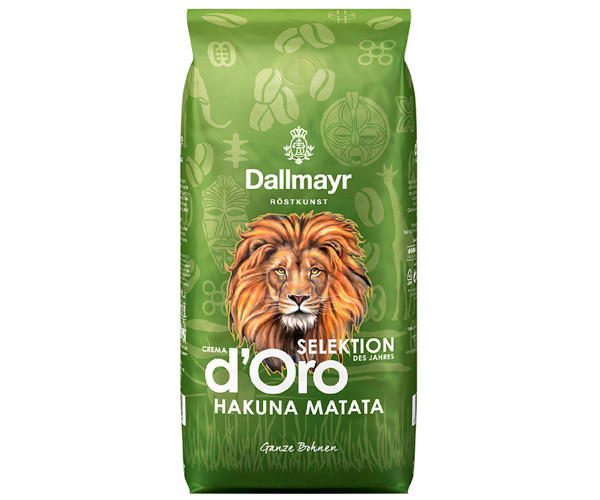 Dallmayr
RÖSTKUNST
CREMA
SELEKTION
DES JAHRES
d'Oro
HAKUNA MATATA
Ganze Bohnen